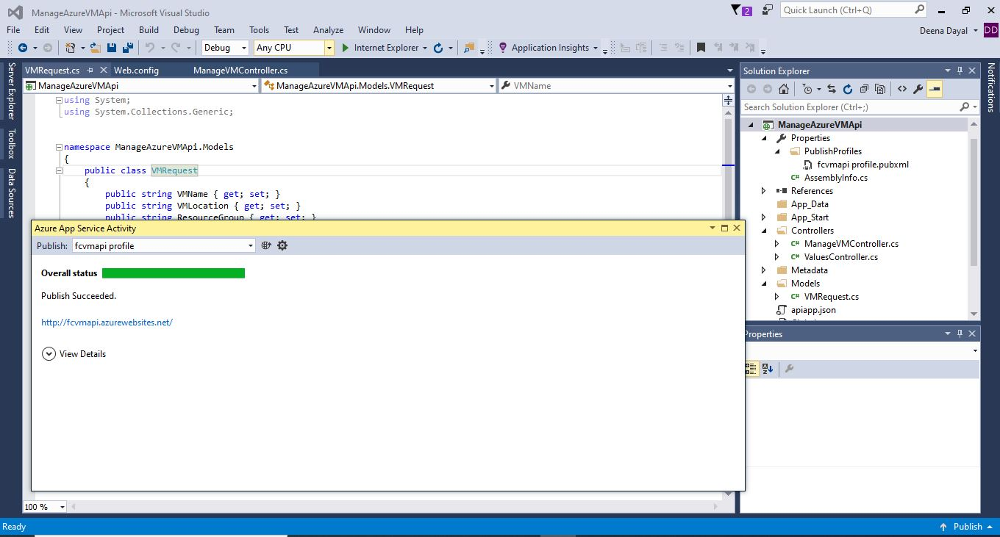 ManageAzureVMApi - Microsoft Visual Studio
2
Quick Launch (Ctrl+Q)
File Edit View Project Build Debug Team Tools Test Analyze Window Help
Deena Dayal
DD
Debug
Any CPU
Internet Explorer
Application Insights
Server Explorer
Toolbox
Data Sources
VMRequest.cs
Web.config
ManageVMController.cs
ManageAzureVMApi
ManageAzureVMApi.Models.VMRequest
VMName
using System;
using System.Collections.Generic;
namespace ManageAzureVMApi.Models
{
public class VMRequest
{
public string VMName { get; set; }
public string VMLocation { get; set; }
public string ResourceGroup { get; set; }
Azure App Service Activity
Publish: fcvmapi profile
Overall status
Publish Succeeded.
http://fcvmapi.azurewebsites.net/
View Details
100 %
Solution Explorer
Search Solution Explorer (Ctrl+;)
ManageAzureVMApi
Properties
PublishProfiles
fcvmapi profile.pubxml
C# AssemblyInfo.cs
References
App_Data
App_Start
Controllers
C# ManageVMController.cs
C# ValuesController.cs
Metadata
Models
C# VMRequest.cs
apiapp.json
Properties
Notifications
Ready
Publish